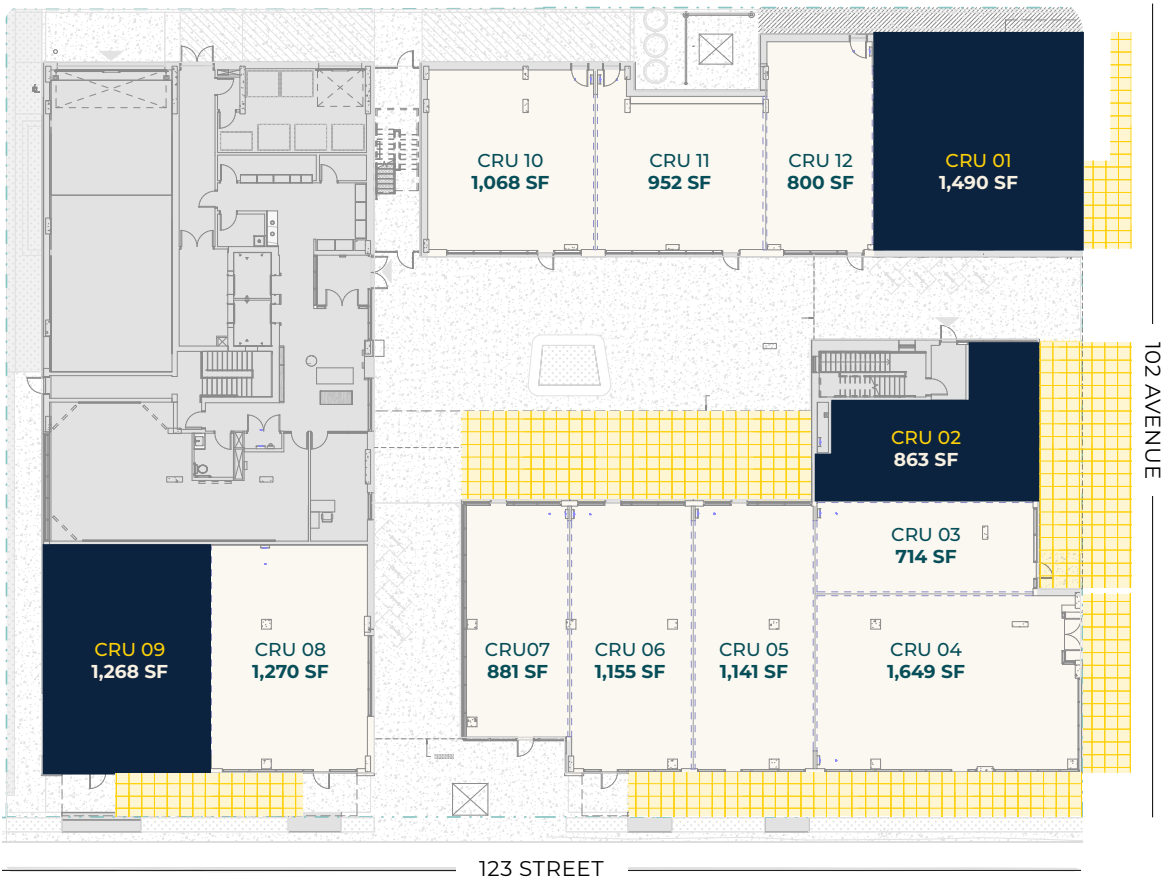 CRU 10
1,068 SF
CRU 11
952 SF
CRU 12
800 SF
CRU 01
1,490 SF
102 AVENUE
CRU 02
863 SF
CRU 03
714 SF
CRU 09
1,268 SF
CRU 08
1,270 SF
CRU07
881 SF
CRU 06
1,155 SF
CRU 05
1,141 SF
CRU 04
1,649 SF
123 STREET